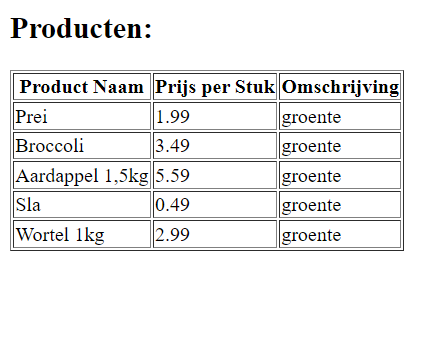 Producten:
Product Naam Prijs per Stuk Omschrijving
Prei 1.99 groente
Broccoli 3.49 groente
Aardappel 1,5kg 5.59 groente
Sla 0.49 groente
Wortel 1kg 2.99 groente